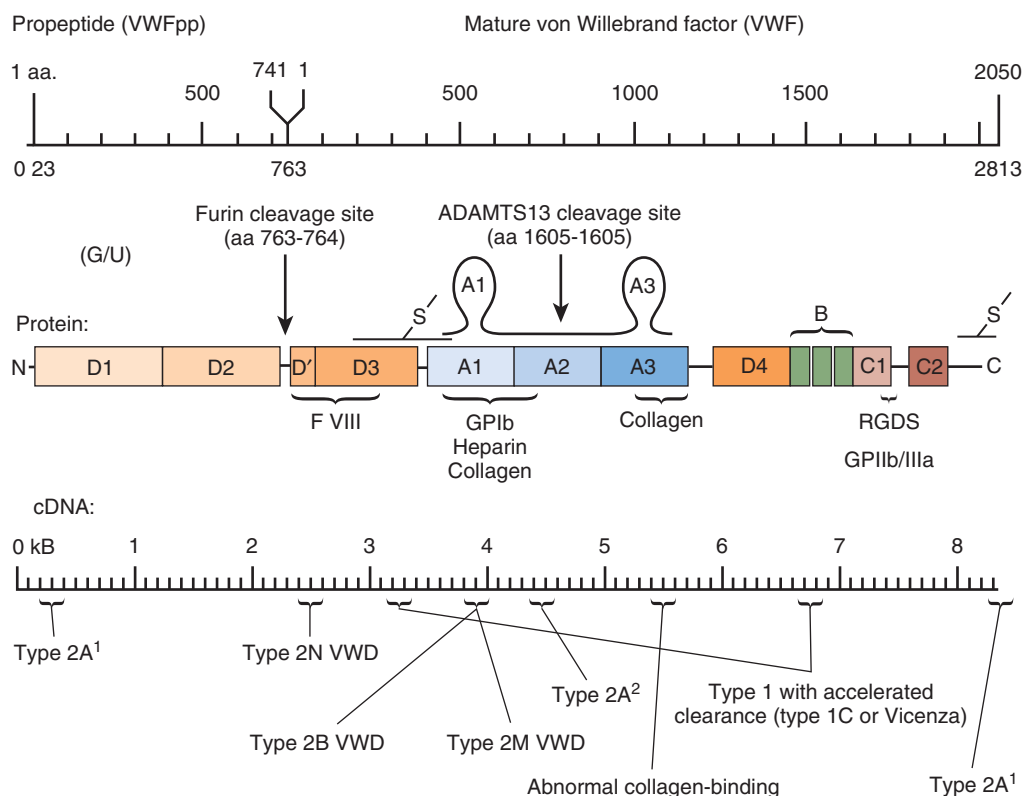 Propeptide (VWFpp) Mature von Willebrand factor (VWF)
1 aa. 741 1 2050
500 500 1000 1500
0 23 763 2813
Furin cleavage site
(aa 763-764)
ADAMTS13 cleavage site
(aa 1605-1605)
(G/U)
A1 A3
S S
B
Protein:
N D1 D2 D′ D3 A1 A2 A3 D4 C1 C2 C
F VIII
GPIb
Heparin
Collagen
Collagen
RGDS
GPIIb/IIIa
cDNA:
0 kB 1 2 3 4 5 6 7 8
Type 2A¹
Type 2N VWD
Type 2B VWD
Type 2M VWD
Type 2A²
Abnormal collagen-binding
Type 1 with accelerated
clearance (type 1C or Vicenza)
Type 2A¹